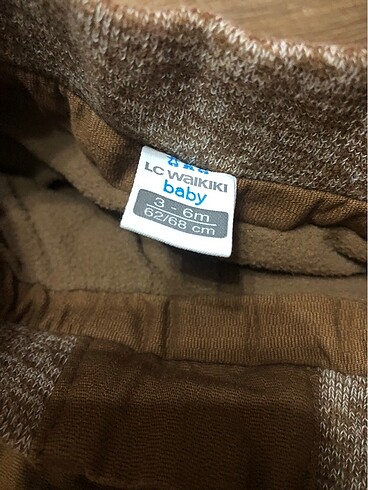 LC WAIKIKI
baby
3 - 6m
62/68 cm